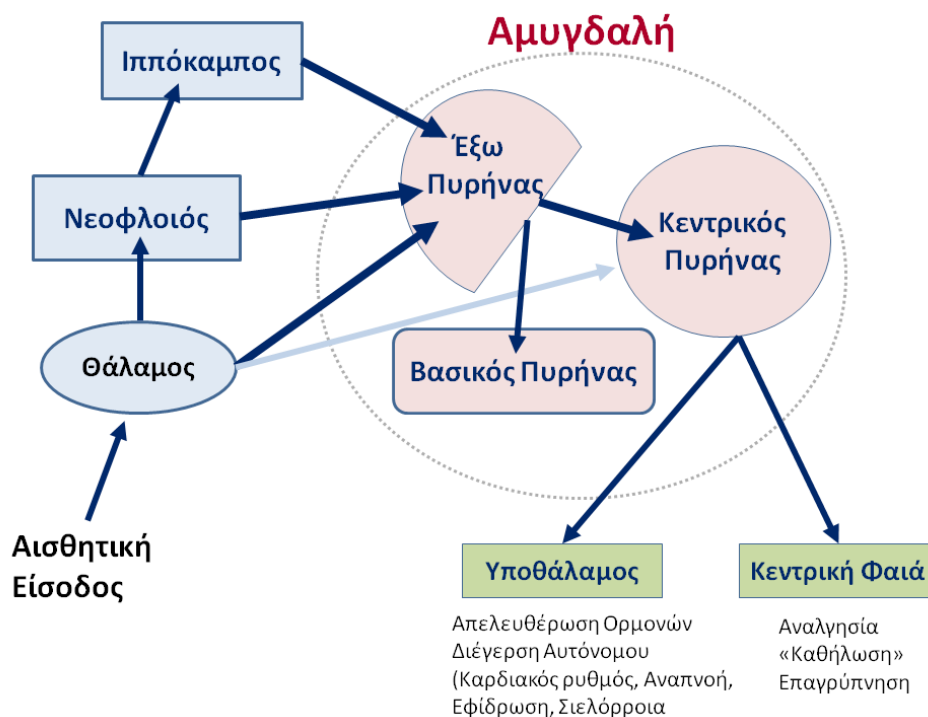 Αμυγδαλή
Ιππόκαμπος
Έξω
Πυρήνας
Νεοφλοιός
Κεντρικός
Πυρήνας
Θάλαμος
Βασικός Πυρήνας
Αισθητική
Είσοδος
Υποθάλαμος
Κεντρική Φαιά
Απελευθέρωση Ορμονών
Διέγερση Αυτόνομου
(Καρδιακός ρυθμός, Αναπνοή,
Εφίδρωση, Σιελόρροια
Αναλγησία
«Καθήλωση»
Επαγρύπνηση